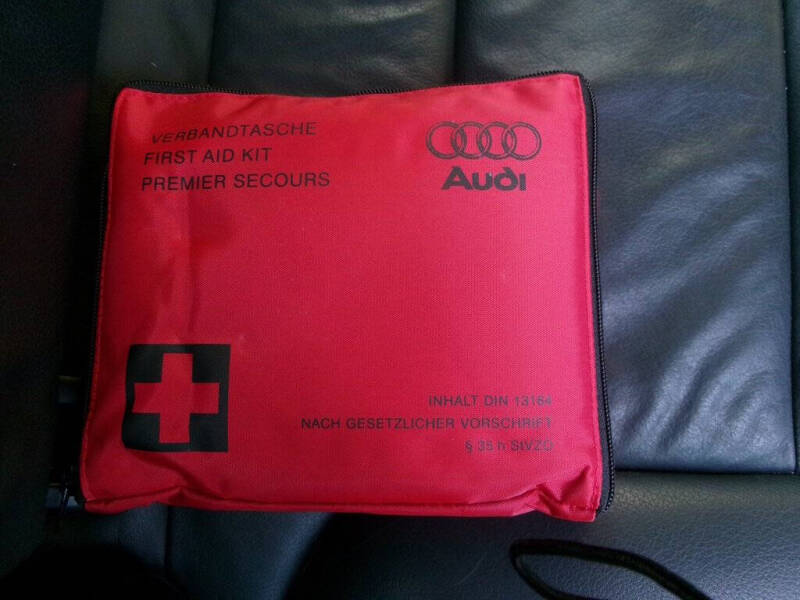 VERBANDTASCHE
FIRST AID KIT
PREMIER SECOURS
Audi
INHALT DIN 13164
NACH GESETZLICHER VORSCHRIFT
§ 35 h StVZO